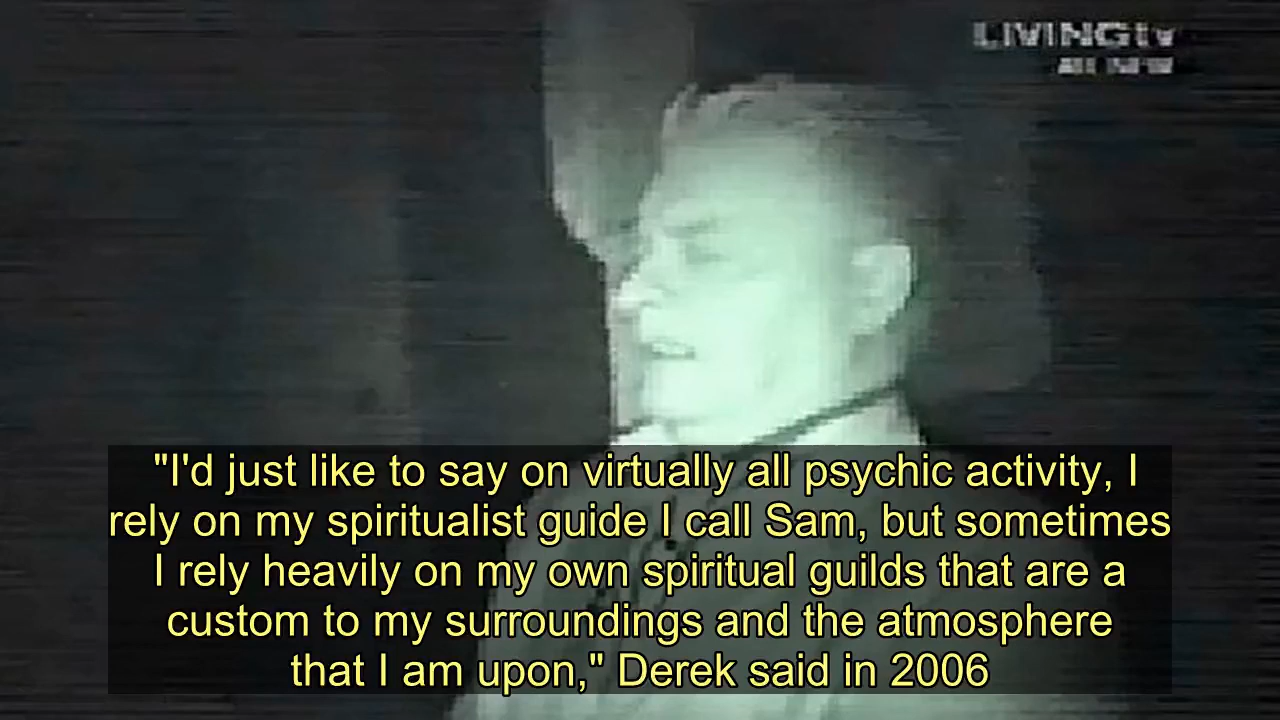 LIVINGtv
"I'd just like to say on virtually all psychic activity, I
rely on my spiritualist guide I call Sam, but sometimes
I rely heavily on my own spiritual guilds that are a
custom to my surroundings and the atmosphere
that I am upon," Derek said in 2006